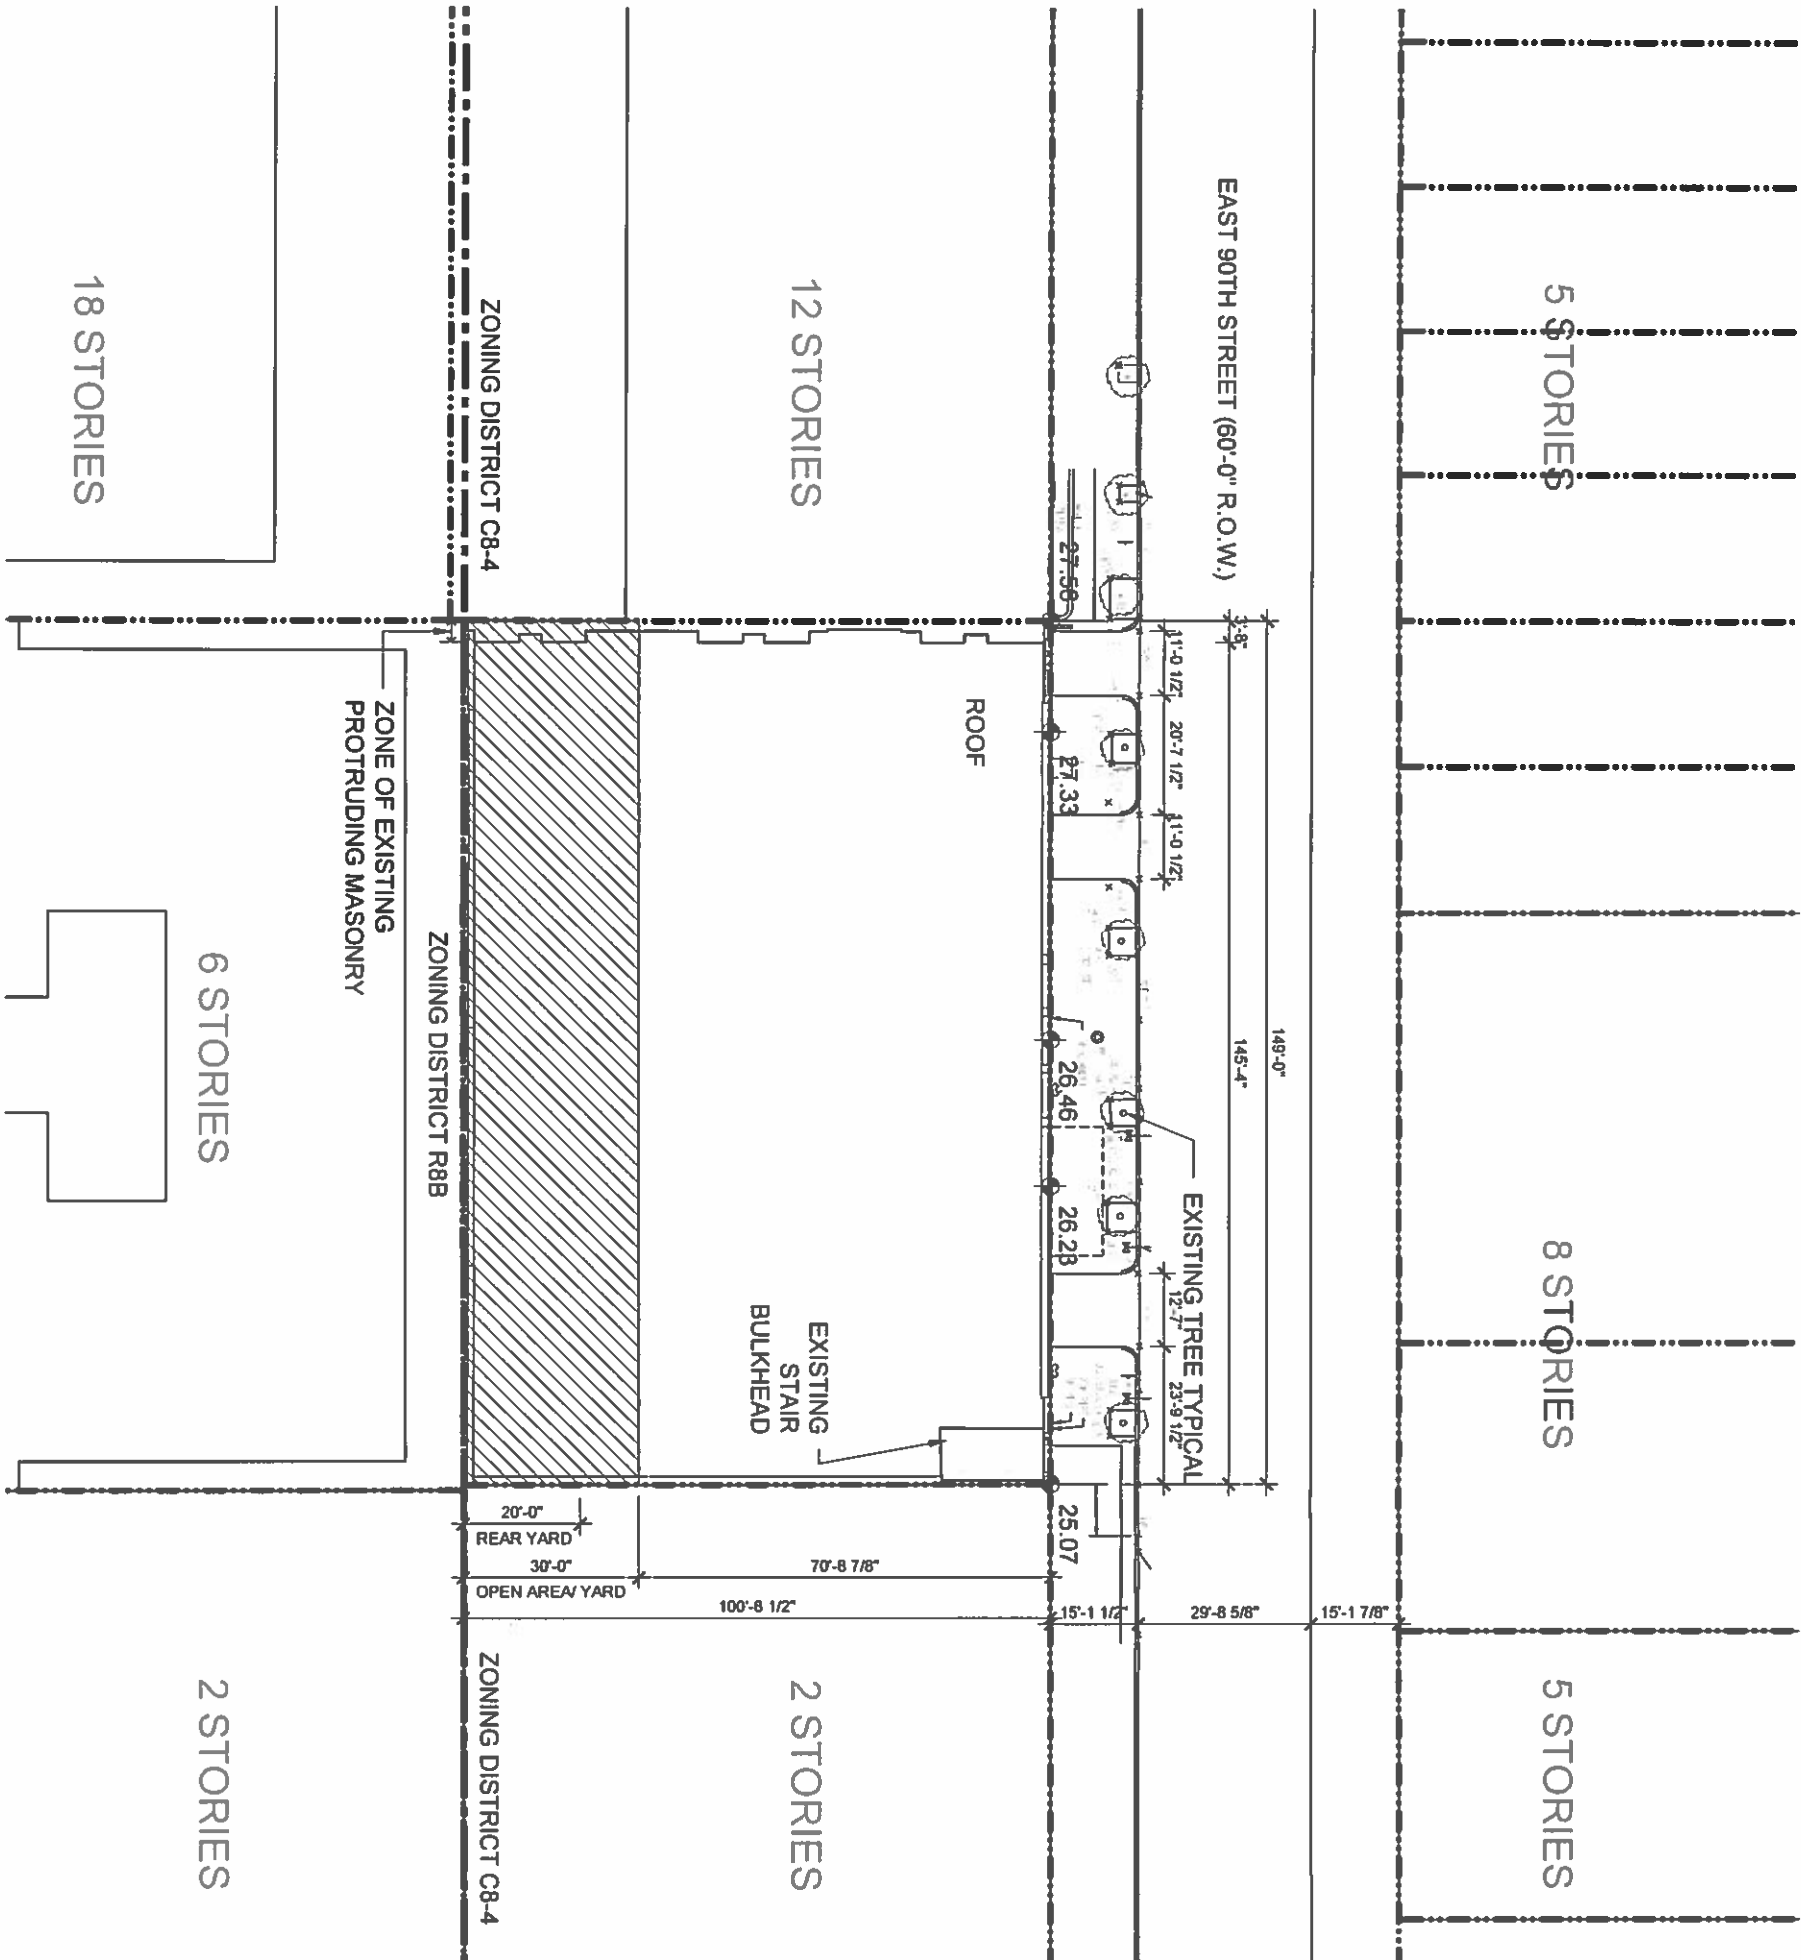 5 STORIES
8 STORIES
5 STORIES
EAST 90TH STREET (60'-0" R.O.W.)
149'-0"
3'-8"
145'-4"
11'-0 1/2"
20'-7 1/2"
11'-0 1/2"
12'-7"
23'-9 1/2"
EXISTING TREE TYPICAL
15'-1 7/8"
29'-8 5/8"
15'-1 1/2"
27.58
27.33
26.46
26.28
25.07
12 STORIES
ROOF
EXISTING
STAIR
BULKHEAD
70'-8 7/8"
100'-8 1/2"
2 STORIES
30'-0"
OPEN AREA/ YARD
20'-0"
REAR YARD
ZONING DISTRICT C8-4
ZONING DISTRICT R8B
ZONING DISTRICT C8-4
ZONE OF EXISTING
PROTRUDING MASONRY
18 STORIES
6 STORIES
2 STORIES